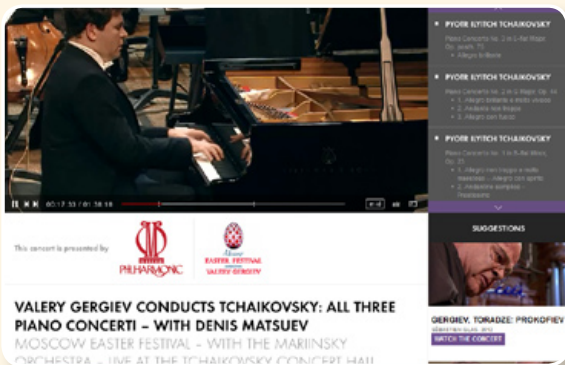 PYOTR ILYITCH TCHAIKOVSKY
Piano Concerto No. 3 in E-flat Major,
Op. posth. 75
Allegro brillante
PYOTR ILYITCH TCHAIKOVSKY
Piano Concerto No. 2 in G Major, Op. 44
1. Allegro brillante e molto vivace
2. Andante non troppo
3. Allegro con fuoco
PYOTR ILYITCH TCHAIKOVSKY
Piano Concerto No. 1 in B-flat Minor,
Op. 23
1. Allegro non troppo e molto
maestoso – Allegro con spirito
2. Andantino semplice –
Prestissimo
00:17:33 / 01:38:18
This concert is presented by
PHILHARMONIC
Moscow
EASTER FESTIVAL
VALERY GERGIEV
SUGGESTIONS
VALERY GERGIEV CONDUCTS TCHAIKOVSKY: ALL THREE
PIANO CONCERTI – WITH DENIS MATSUEV
MOSCOW EASTER FESTIVAL – WITH THE MARIINSKY
ORCHESTRA – LIVE AT THE TCHAIKOVSKY CONCERT HALL
GERGIEV, TORADZE: PROKOFIEV
WATCH THE CONCERT